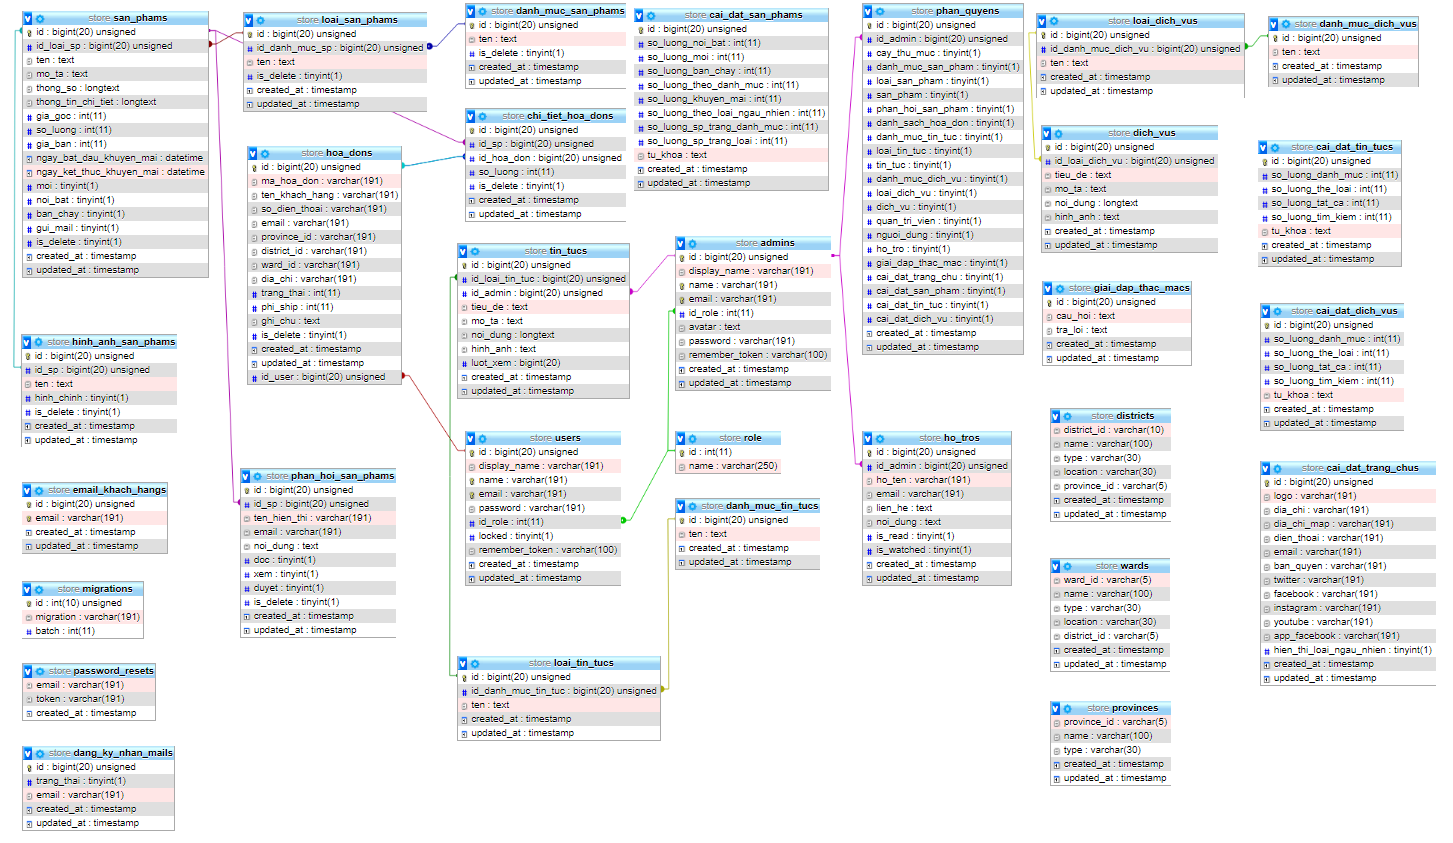 store san_phams
id : bigint(20) unsigned
id_loai_sp : bigint(20) unsigned
ten : text
mo_ta : text
thong_so : longtext
thong_tin_chi_tiet : longtext
gia_goc : int(11)
so_luong : int(11)
gia_ban : int(11)
ngay_bat_dau_khuyen_mai : datetime
ngay_ket_thuc_khuyen_mai : datetime
moi : tinyint(1)
noi_bat : tinyint(1)
ban_chay : tinyint(1)
gui_mail : tinyint(1)
is_delete : tinyint(1)
created_at : timestamp
updated_at : timestamp
store hinh_anh_san_phams
id : bigint(20) unsigned
id_sp : bigint(20) unsigned
ten : text
hinh_chinh : tinyint(1)
is_delete : tinyint(1)
created_at : timestamp
updated_at : timestamp
store email_khach_hangs
id : bigint(20) unsigned
email : varchar(191)
created_at : timestamp
updated_at : timestamp
store migrations
id : int(10) unsigned
migration : varchar(191)
batch : int(11)
store password_resets
email : varchar(191)
token : varchar(191)
created_at : timestamp
store dang_ky_nhan_mails
id : bigint(20) unsigned
trang_thai : tinyint(1)
email : varchar(191)
created_at : timestamp
updated_at : timestamp
store loai_san_phams
id : bigint(20) unsigned
id_danh_muc_sp : bigint(20) unsigned
ten : text
is_delete : tinyint(1)
created_at : timestamp
updated_at : timestamp
store hoa_dons
id : bigint(20) unsigned
ma_hoa_don : varchar(191)
ten_khach_hang : varchar(191)
so_dien_thoai : varchar(191)
email : varchar(191)
province_id : varchar(191)
district_id : varchar(191)
ward_id : varchar(191)
dia_chi : varchar(191)
trang_thai : int(11)
phi_ship : int(11)
ghi_chu : text
is_delete : tinyint(1)
created_at : timestamp
updated_at : timestamp
id_user : bigint(20) unsigned
store phan_hoi_san_phams
id : bigint(20) unsigned
id_sp : bigint(20) unsigned
ten_hien_thi : varchar(191)
email : varchar(191)
noi_dung : text
doc : tinyint(1)
xem : tinyint(1)
duyet : tinyint(1)
is_delete : tinyint(1)
created_at : timestamp
updated_at : timestamp
store danh_muc_san_phams
id : bigint(20) unsigned
ten : text
is_delete : tinyint(1)
created_at : timestamp
updated_at : timestamp
store chi_tiet_hoa_dons
id : bigint(20) unsigned
id_sp : bigint(20) unsigned
id_hoa_don : bigint(20) unsigned
so_luong : int(11)
is_delete : tinyint(1)
created_at : timestamp
updated_at : timestamp
store tin_tucs
id : bigint(20) unsigned
id_loai_tin_tuc : bigint(20) unsigned
id_admin : bigint(20) unsigned
tieu_de : text
mo_ta : text
noi_dung : longtext
hinh_anh : text
luot_xem : bigint(20)
created_at : timestamp
updated_at : timestamp
store users
id : bigint(20) unsigned
display_name : varchar(191)
name : varchar(191)
email : varchar(191)
password : varchar(191)
id_role : int(11)
locked : tinyint(1)
remember_token : varchar(100)
created_at : timestamp
updated_at : timestamp
store loai_tin_tucs
id : bigint(20) unsigned
id_danh_muc_tin_tuc : bigint(20) unsigned
ten : text
created_at : timestamp
updated_at : timestamp
store cai_dat_san_phams
id : bigint(20) unsigned
so_luong_noi_bat : int(11)
so_luong_moi : int(11)
so_luong_ban_chay : int(11)
so_luong_theo_danh_muc : int(11)
so_luong_khuyen_mai : int(11)
so_luong_theo_loai_ngau_nhien : int(11)
so_luong_sp_trang_danh_muc : int(11)
so_luong_sp_trang_loai : int(11)
tu_khoa : text
created_at : timestamp
updated_at : timestamp
store admins
id : bigint(20) unsigned
display_name : varchar(191)
name : varchar(191)
email : varchar(191)
id_role : int(11)
avatar : text
password : varchar(191)
remember_token : varchar(100)
created_at : timestamp
updated_at : timestamp
store role
id : int(11)
name : varchar(250)
store danh_muc_tin_tucs
id : bigint(20) unsigned
ten : text
created_at : timestamp
updated_at : timestamp
store phan_quyens
id : bigint(20) unsigned
id_admin : bigint(20) unsigned
cay_thu_muc : tinyint(1)
danh_muc_san_pham : tinyint(1)
loai_san_pham : tinyint(1)
san_pham : tinyint(1)
phan_hoi_san_pham : tinyint(1)
danh_sach_hoa_don : tinyint(1)
danh_muc_tin_tuc : tinyint(1)
loai_tin_tuc : tinyint(1)
tin_tuc : tinyint(1)
danh_muc_dich_vu : tinyint(1)
loai_dich_vu : tinyint(1)
dich_vu : tinyint(1)
quan_tri_vien : tinyint(1)
nguoi_dung : tinyint(1)
ho_tro : tinyint(1)
giai_dap_thac_mac : tinyint(1)
cai_dat_trang_chu : tinyint(1)
cai_dat_san_pham : tinyint(1)
cai_dat_tin_tuc : tinyint(1)
cai_dat_dich_vu : tinyint(1)
created_at : timestamp
updated_at : timestamp
store ho_tros
id : bigint(20) unsigned
id_admin : bigint(20) unsigned
ho_ten : varchar(191)
email : varchar(191)
lien_he : text
noi_dung : text
is_read : tinyint(1)
is_watched : tinyint(1)
created_at : timestamp
updated_at : timestamp
store loai_dich_vus
id : bigint(20) unsigned
id_danh_muc_dich_vu : bigint(20) unsigned
ten : text
created_at : timestamp
updated_at : timestamp
store dich_vus
id : bigint(20) unsigned
id_loai_dich_vu : bigint(20) unsigned
tieu_de : text
mo_ta : text
noi_dung : longtext
hinh_anh : text
created_at : timestamp
updated_at : timestamp
store giai_dap_thac_macs
id : bigint(20) unsigned
cau_hoi : text
tra_loi : text
created_at : timestamp
updated_at : timestamp
store districts
district_id : varchar(10)
name : varchar(100)
type : varchar(30)
location : varchar(30)
province_id : varchar(5)
created_at : timestamp
updated_at : timestamp
store wards
ward_id : varchar(5)
name : varchar(100)
type : varchar(30)
location : varchar(30)
district_id : varchar(5)
created_at : timestamp
updated_at : timestamp
store provinces
province_id : varchar(5)
name : varchar(100)
type : varchar(30)
created_at : timestamp
updated_at : timestamp
store danh_muc_dich_vus
id : bigint(20) unsigned
ten : text
created_at : timestamp
updated_at : timestamp
store cai_dat_tin_tucs
id : bigint(20) unsigned
so_luong_danh_muc : int(11)
so_luong_the_loai : int(11)
so_luong_tat_ca : int(11)
so_luong_tim_kiem : int(11)
tu_khoa : text
created_at : timestamp
updated_at : timestamp
store cai_dat_dich_vus
id : bigint(20) unsigned
so_luong_danh_muc : int(11)
so_luong_the_loai : int(11)
so_luong_tat_ca : int(11)
so_luong_tim_kiem : int(11)
tu_khoa : text
created_at : timestamp
updated_at : timestamp
store cai_dat_trang_chus
id : bigint(20) unsigned
logo : varchar(191)
dia_chi : varchar(191)
dia_chi_map : varchar(191)
dien_thoai : varchar(191)
email : varchar(191)
ban_quyen : varchar(191)
twitter : varchar(191)
facebook : varchar(191)
instagram : varchar(191)
youtube : varchar(191)
app_facebook : varchar(191)
hien_thi_loai_ngau_nhien : tinyint(1)
created_at : timestamp
updated_at : timestamp